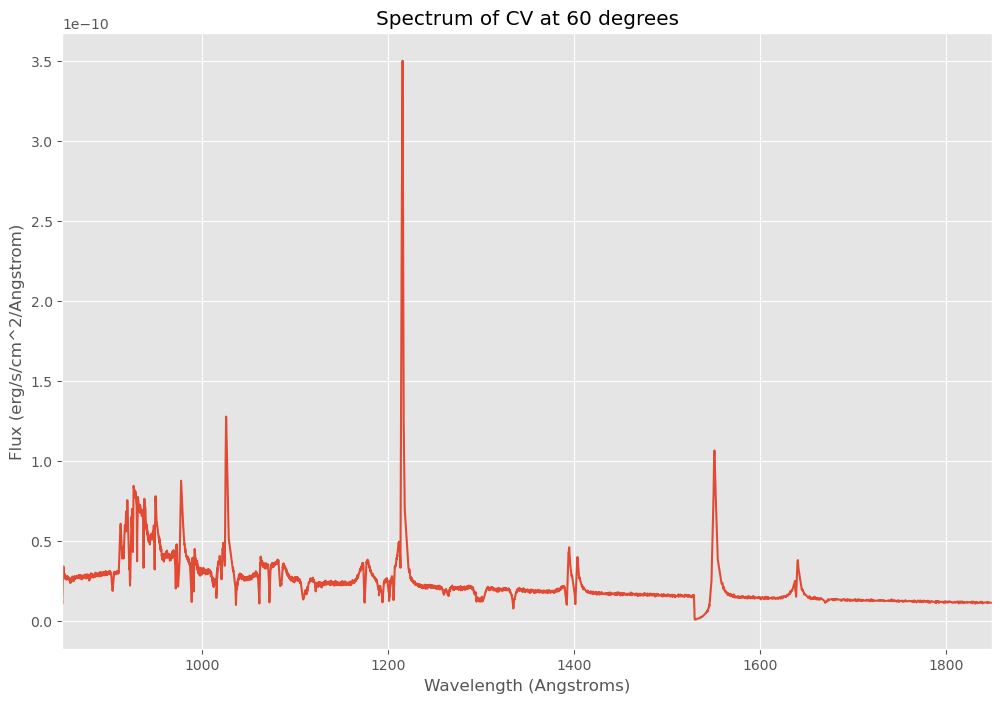 Spectrum of CV at 60 degrees
1e−10
3.5
3.0
2.5
2.0
1.5
1.0
0.5
0.0
Flux (erg/s/cm^2/Angstrom)
1000 1200 1400 1600 1800
Wavelength (Angstroms)